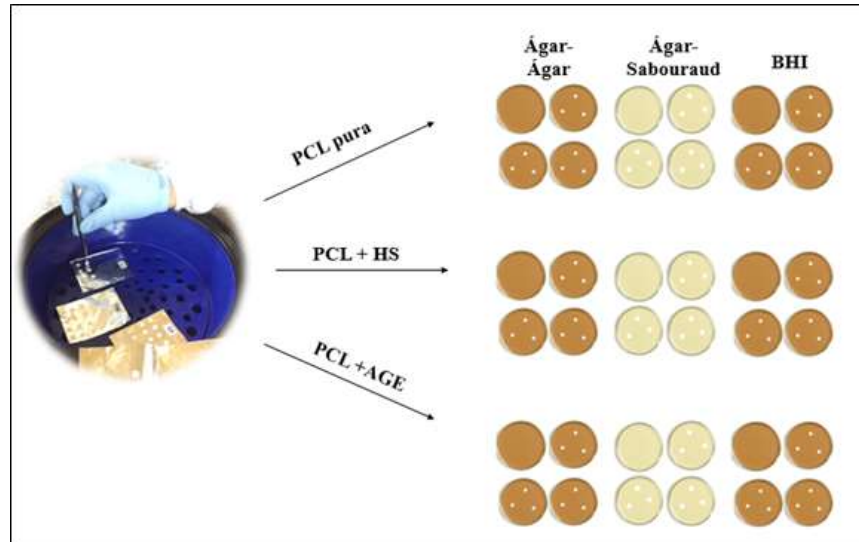 Ágar-
Ágar
Ágar-
Sabouraud
BHI
PCL pura
PCL + HS
PCL +AGE